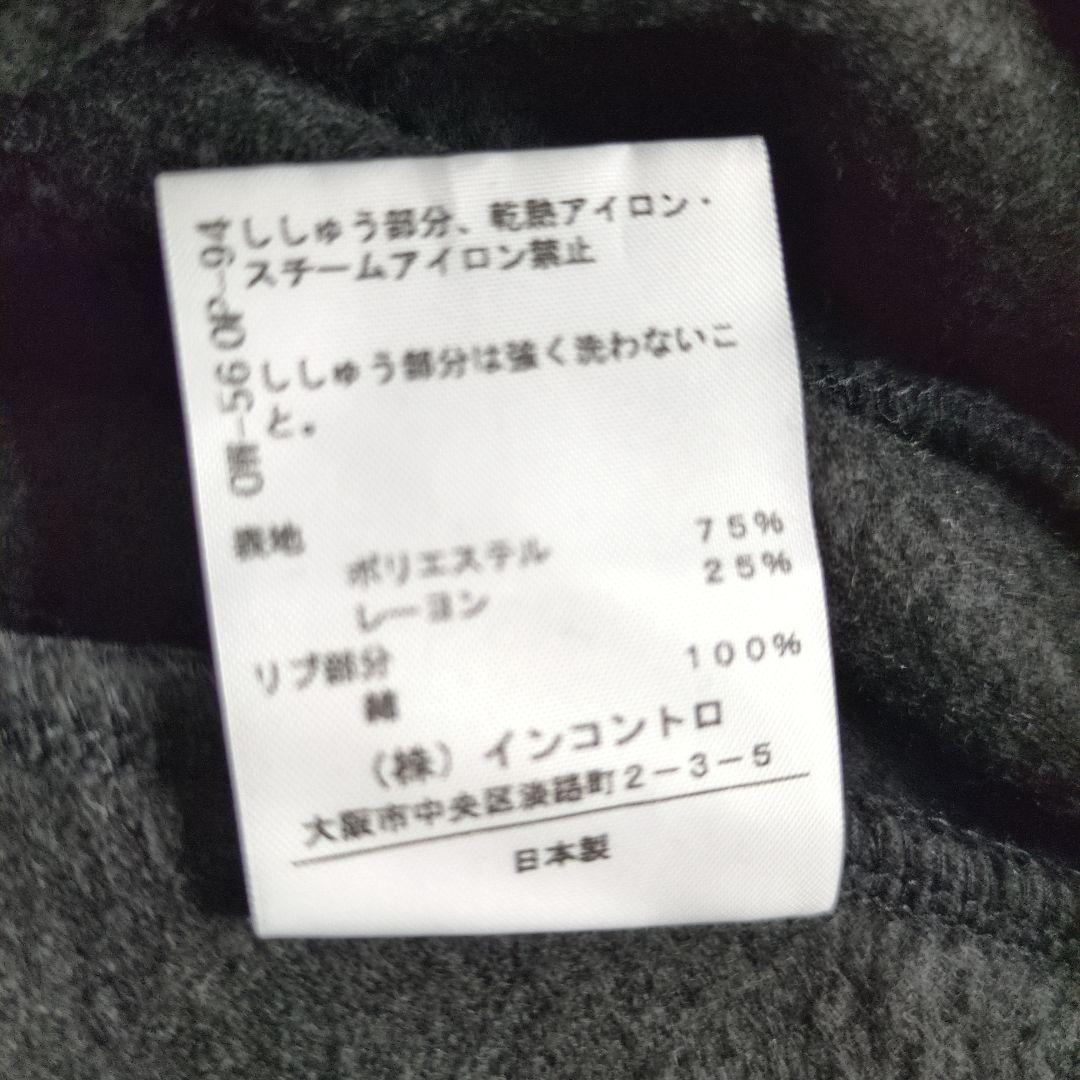 ししゅう部分、乾熱アイロン・
スチームアイロン禁止
ししゅう部分は強く洗わないこ
と。
OW-56 OP-94
表地
ポリエステル 75%
レーヨン 25%
リブ部分
綿 100%
(株)インコントロ
大阪市中央区淡路町2-3-5
日本製